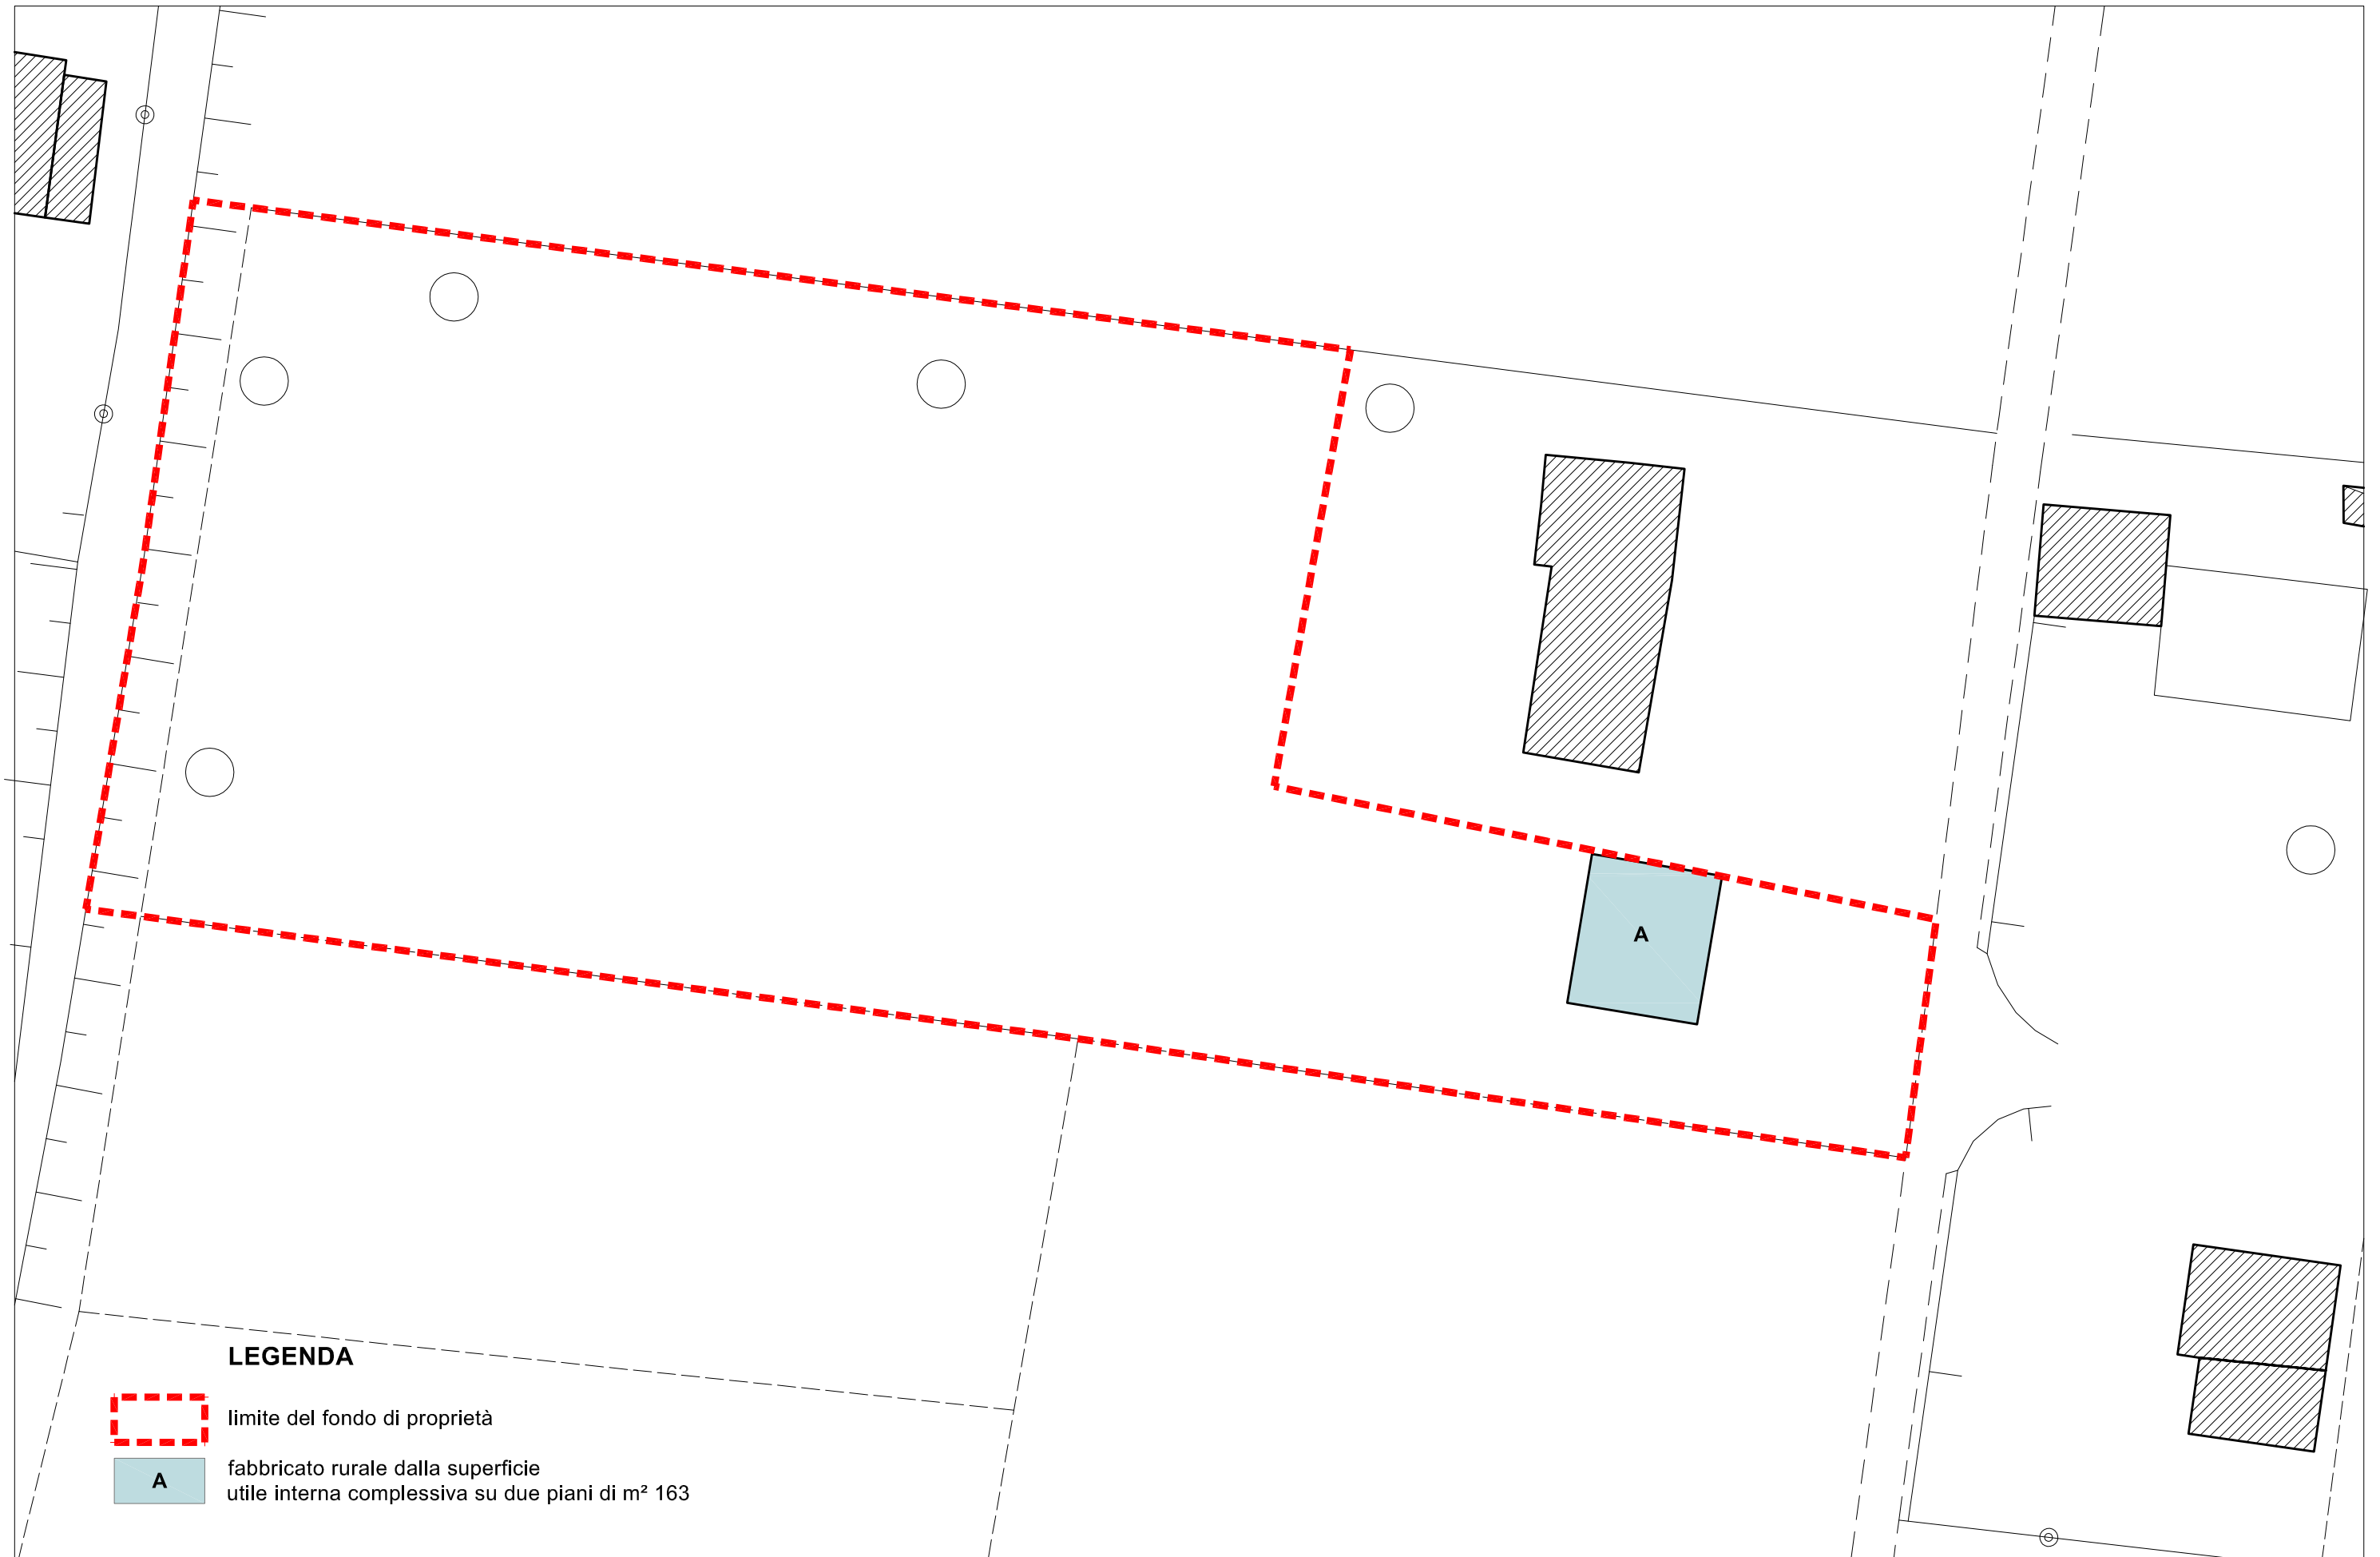 A
LEGENDA
limite del fondo di proprietà
A
fabbricato rurale dalla superficie
utile interna complessiva su due piani di m² 163